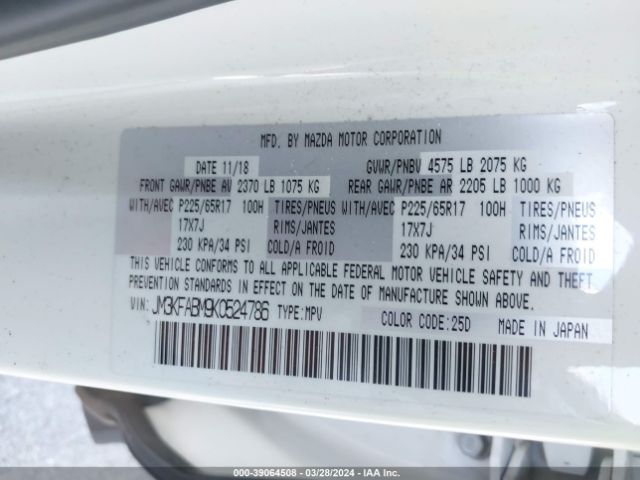 MFD. BY MAZDA MOTOR CORPORATION
DATE 11/18 GVWR/PNBV 4575 LB 2075 KG
FRONT GAWR/PNBE AV 2370 LB 1075 KG REAR GAWR/PNBE AR 2205 LB 1000 KG
WITH/AVEC P225/65R17 100H TIRES/PNEUS WITH/AVEC P225/65R17 100H TIRES/PNEUS
17X7J RIMS/JANTES 17X7J RIMS/JANTES
230 KPA/34 PSI COLD/A FROID 230 KPA/34 PSI COLD/A FROID
THIS VEHICLE CONFORMS TO ALL APPLICABLE FEDERAL MOTOR VEHICLE SAFETY AND THEFT
PREVENTION STANDARDS IN EFFECT ON THE DATE OF MANUFACTURE SHOWN ABOVE.
VIN: JM3KFABM9K0524786 TYPE:MPV COLOR CODE:25D MADE IN JAPAN
000-39064508 — 03/28/2024 — IAA Inc.